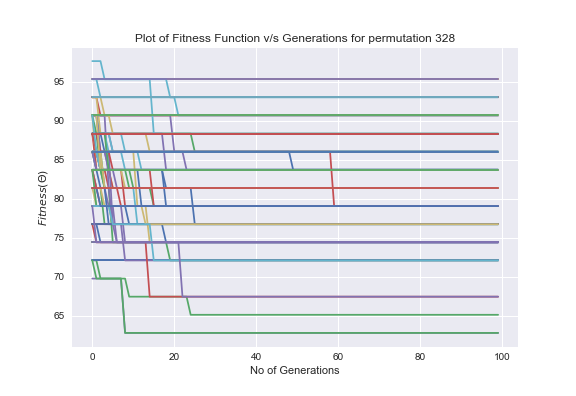 Plot of Fitness Function v/s Generations for permutation 328
95
90
85
80
75
70
65
Fitness(Θ)
0 20 40 60 80 100
No of Generations